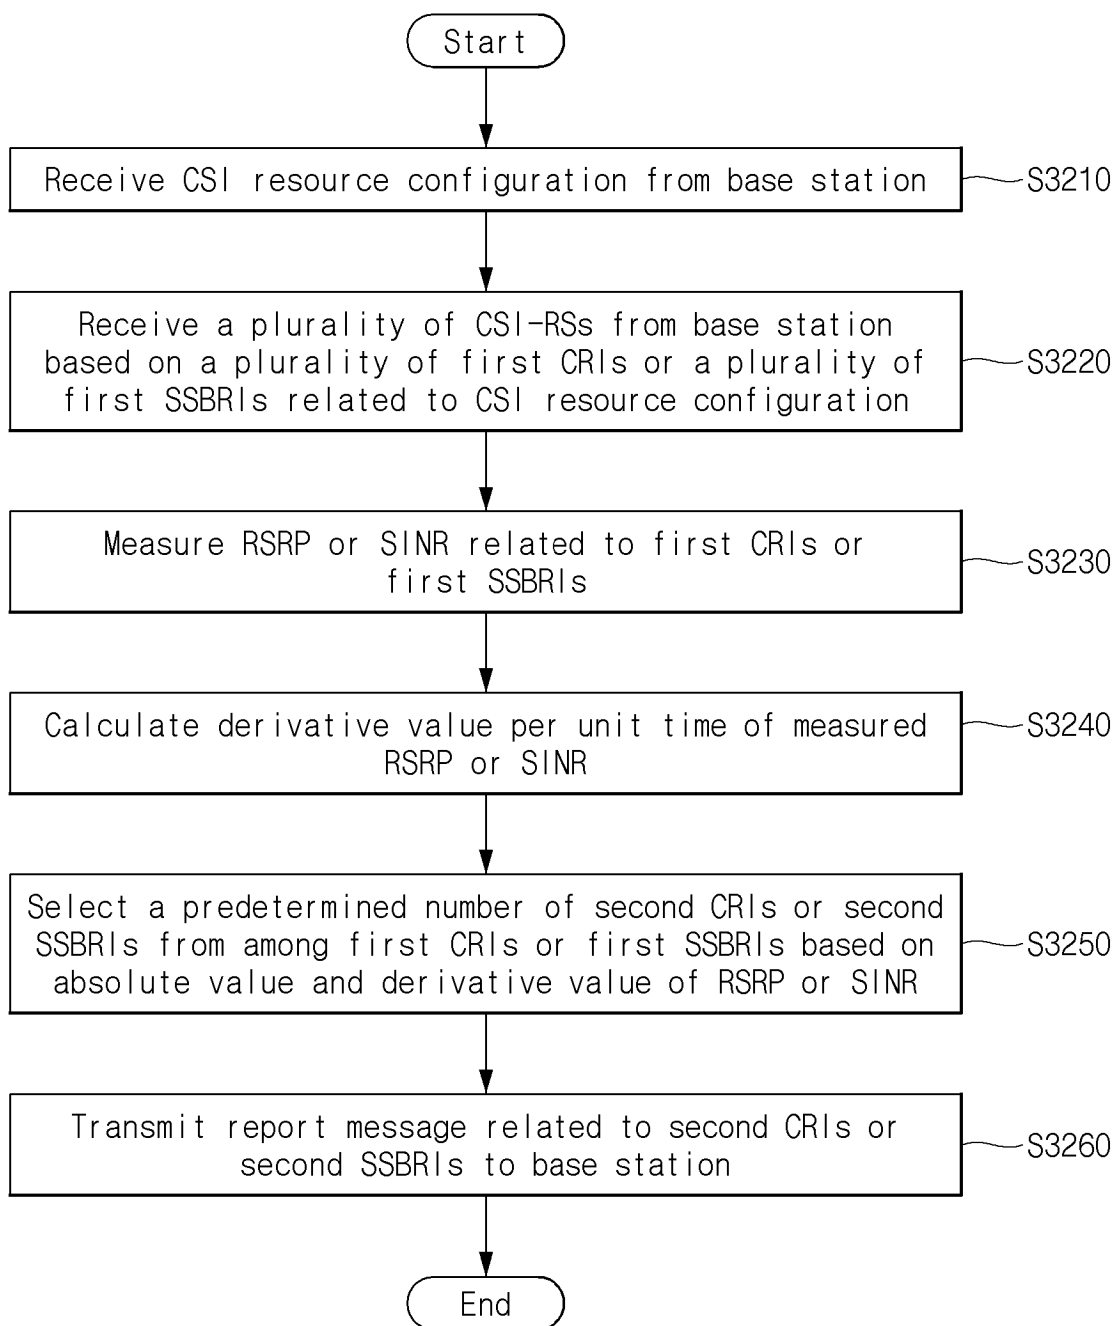 Start
Receive CSI resource configuration from base station
S3210
Receive a plurality of CSI-RSs from base station
based on a plurality of first CRIs or a plurality of
first SSBRIs related to CSI resource configuration
S3220
Measure RSRP or SINR related to first CRIs or
first SSBRIs
S3230
Calculate derivative value per unit time of measured
RSRP or SINR
S3240
Select a predetermined number of second CRIs or second
SSBRIs from among first CRIs or first SSBRIs based on
absolute value and derivative value of RSRP or SINR
S3250
Transmit report message related to second CRIs or
second SSBRIs to base station
S3260
End